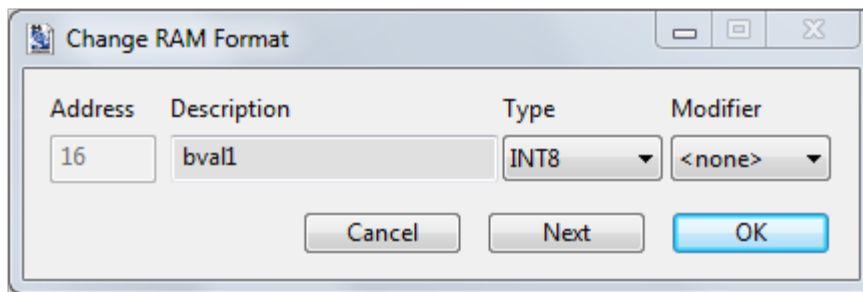 Change RAM Format
Address Description Type Modifier
16 bval1 INT8 <none>
Cancel Next OK